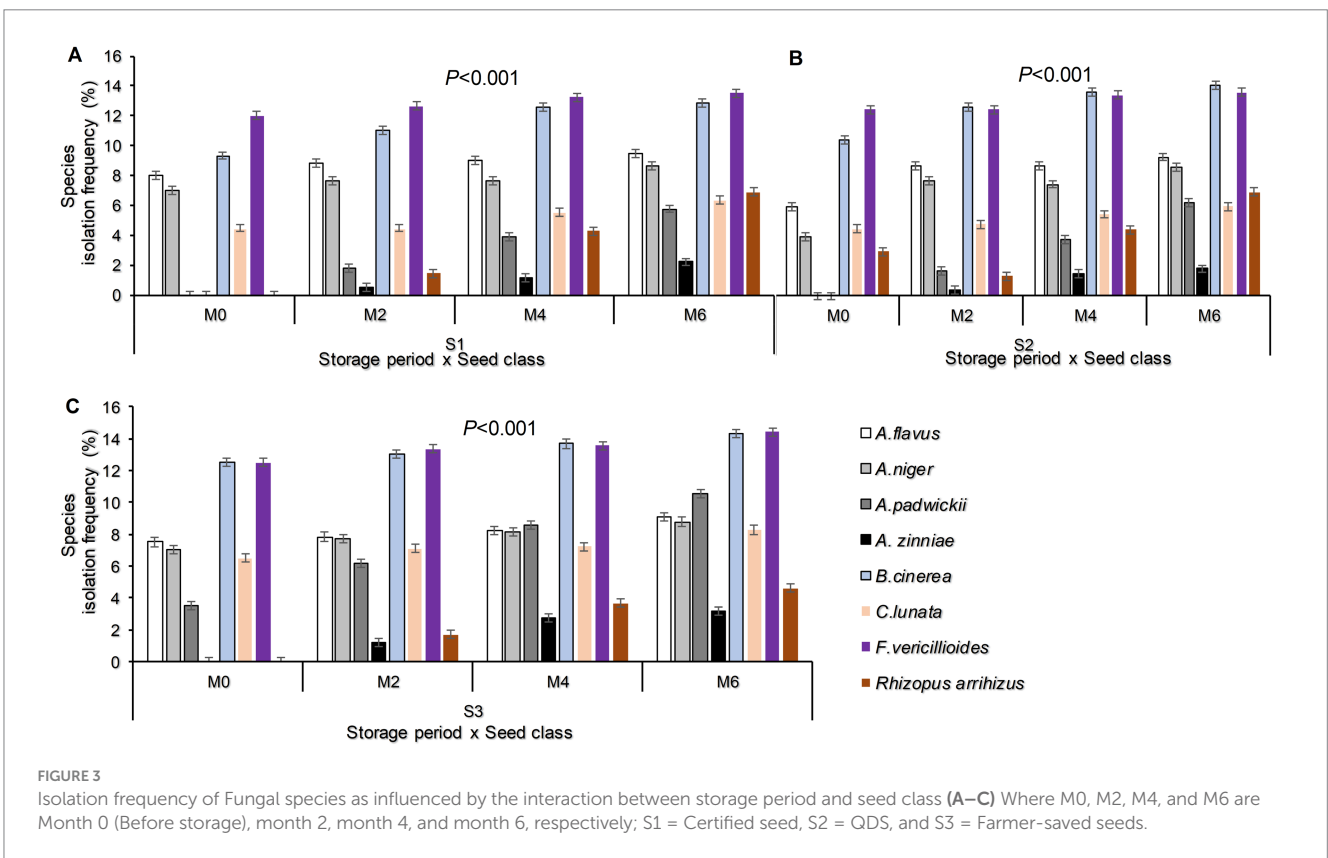 A
16
14
12
10
8
6
4
2
0
Species
isolation frequency (%)
P<0.001
M0 M2 M4 M6
S1
Storage period x Seed class
B
P<0.001
M0 M2 M4 M6
S2
Storage period x Seed class
C
16
14
12
10
8
6
4
2
0
Species
isolation frequency (%)
P<0.001
M0 M2 M4 M6
S3
Storage period x Seed class
A.flavus
A.niger
A.padwickii
A. zinniae
B.cinerea
C.lunata
F.vericillioides
Rhizopus arrihizus
FIGURE 3
Isolation frequency of Fungal species as influenced by the interaction between storage period and seed class (A–C) Where M0, M2, M4, and M6 are
Month 0 (Before storage), month 2, month 4, and month 6, respectively; S1 = Certified seed, S2 = QDS, and S3 = Farmer-saved seeds.